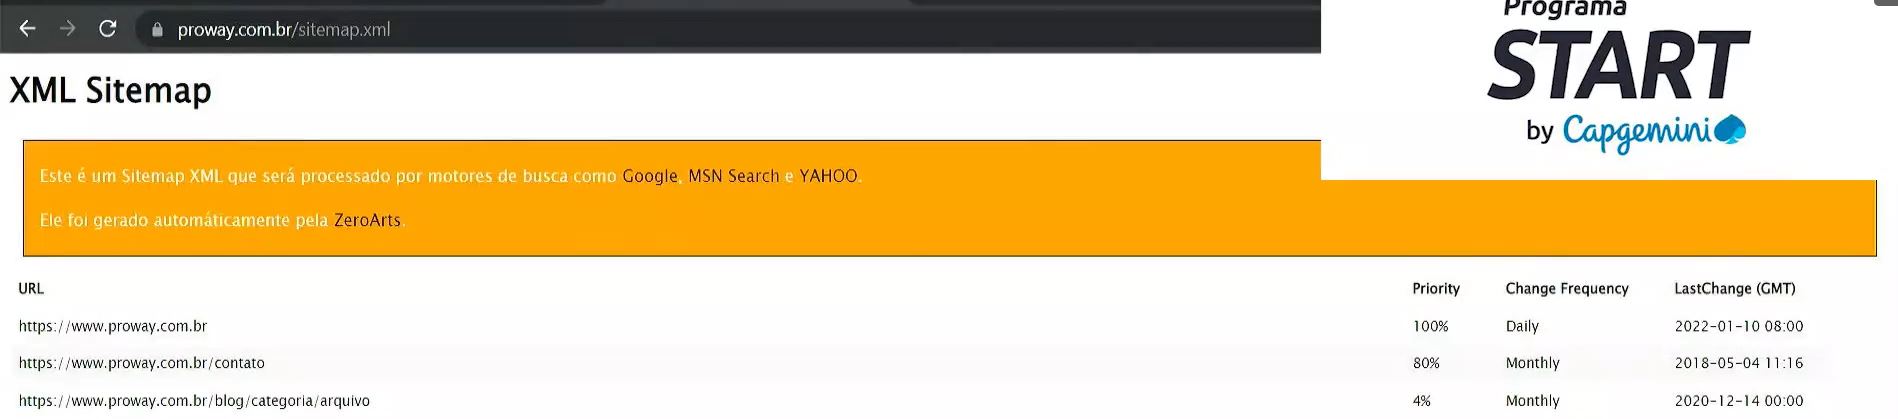 proway.com.br/sitemap.xml
Programa
START
by Capgemini
XML Sitemap
Este é um Sitemap XML que será processado por motores de busca como Google, MSN Search e YAHOO.
Ele foi gerado automáticamente pela ZeroArts.
URL Priority Change Frequency LastChange (GMT)
https://www.proway.com.br 100% Daily 2022-01-10 08:00
https://www.proway.com.br/contato 80% Monthly 2018-05-04 11:16
https://www.proway.com.br/blog/categoria/arquivo 4% Monthly 2020-12-14 00:00